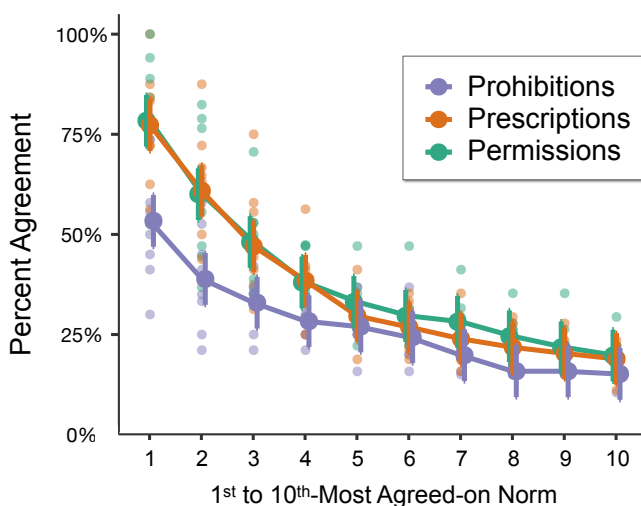 100%
75%
50%
25%
0%
Percent Agreement
Prohibitions
Prescriptions
Permissions
1 2 3 4 5 6 7 8 9 10
1st to 10th-Most Agreed-on Norm